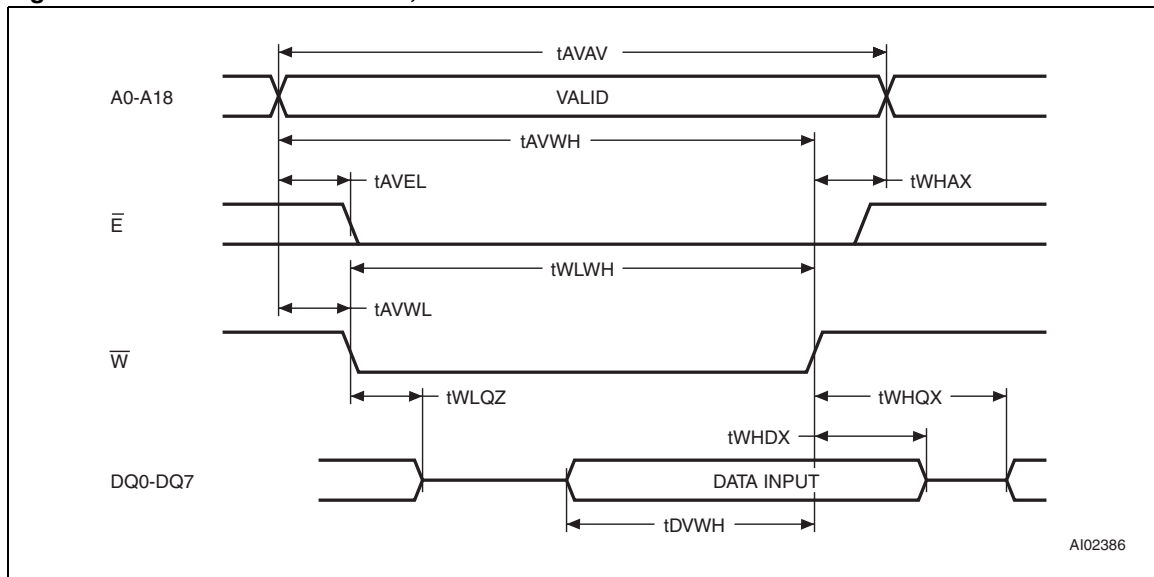 tAVAV
A0-A18
VALID
tAVWH
tAVEL
tWHAX
E̅
tWLWH
tAVWL
W̅
tWLQZ
tWHQX
tWHDX
DQ0-DQ7
DATA INPUT
tDVWH
AI02386